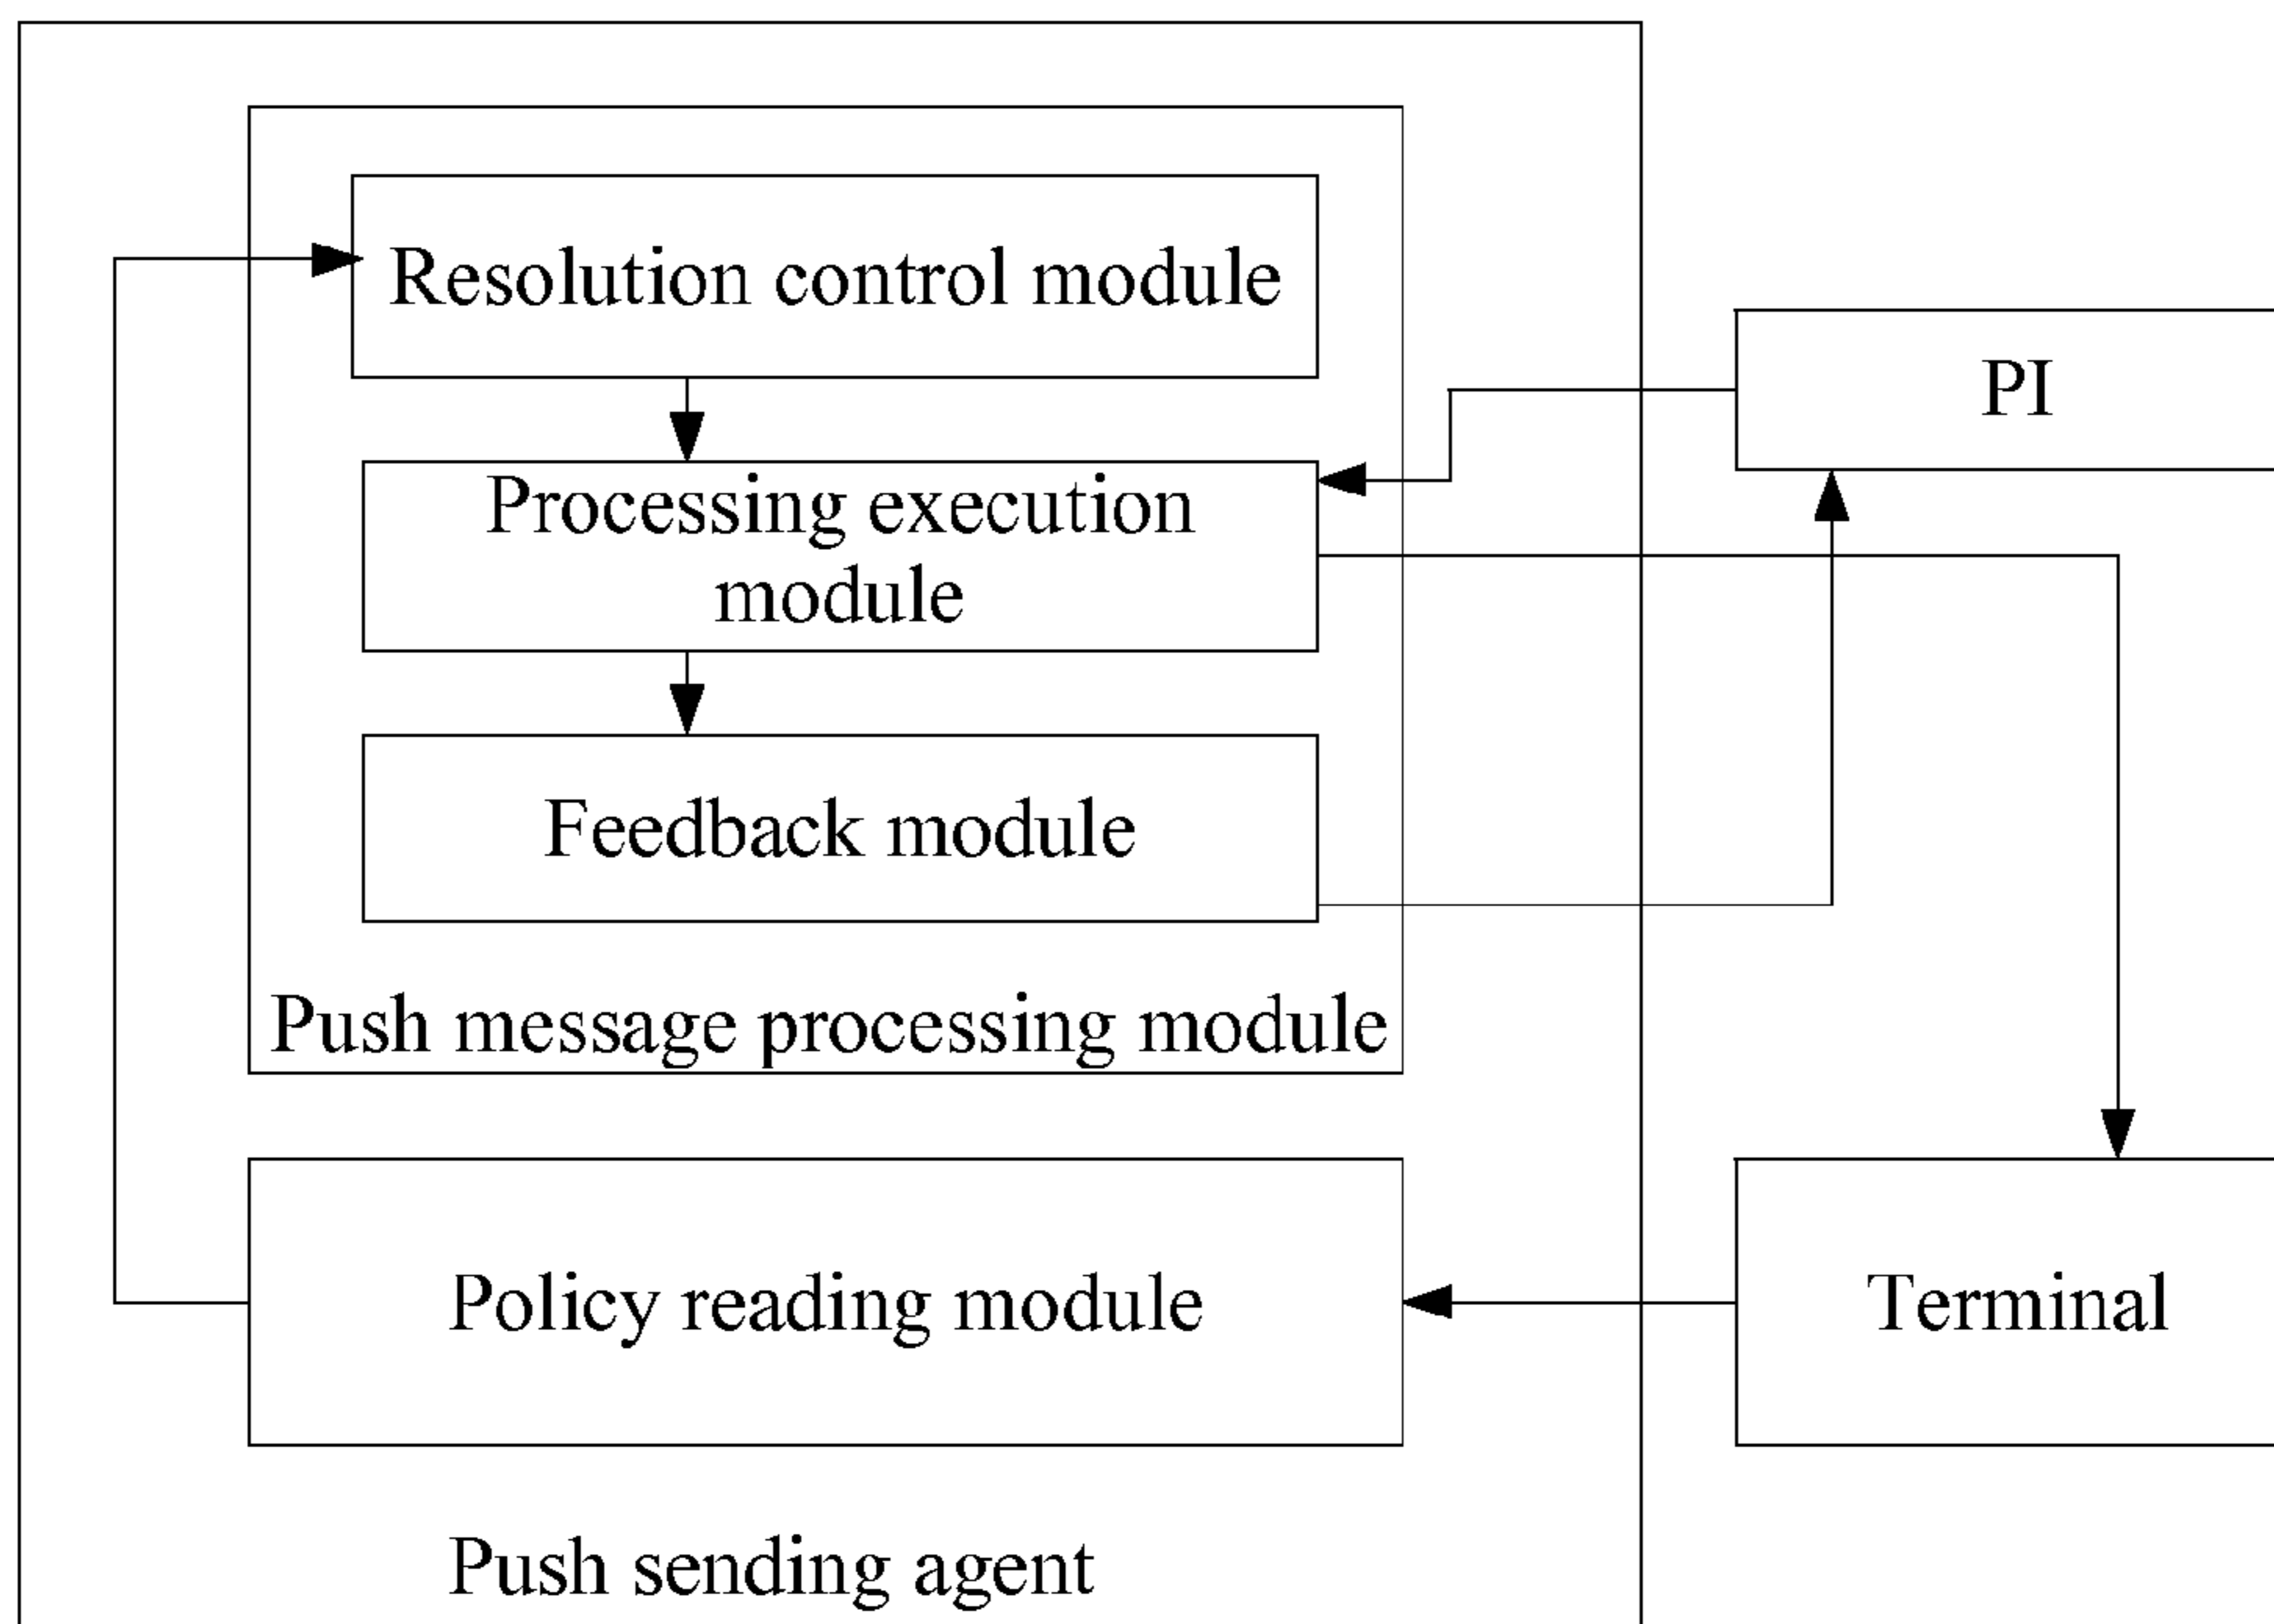 Resolution control module
PI
Processing execution
module
Feedback module
Push message processing module
Policy reading module
Terminal
Push sending agent